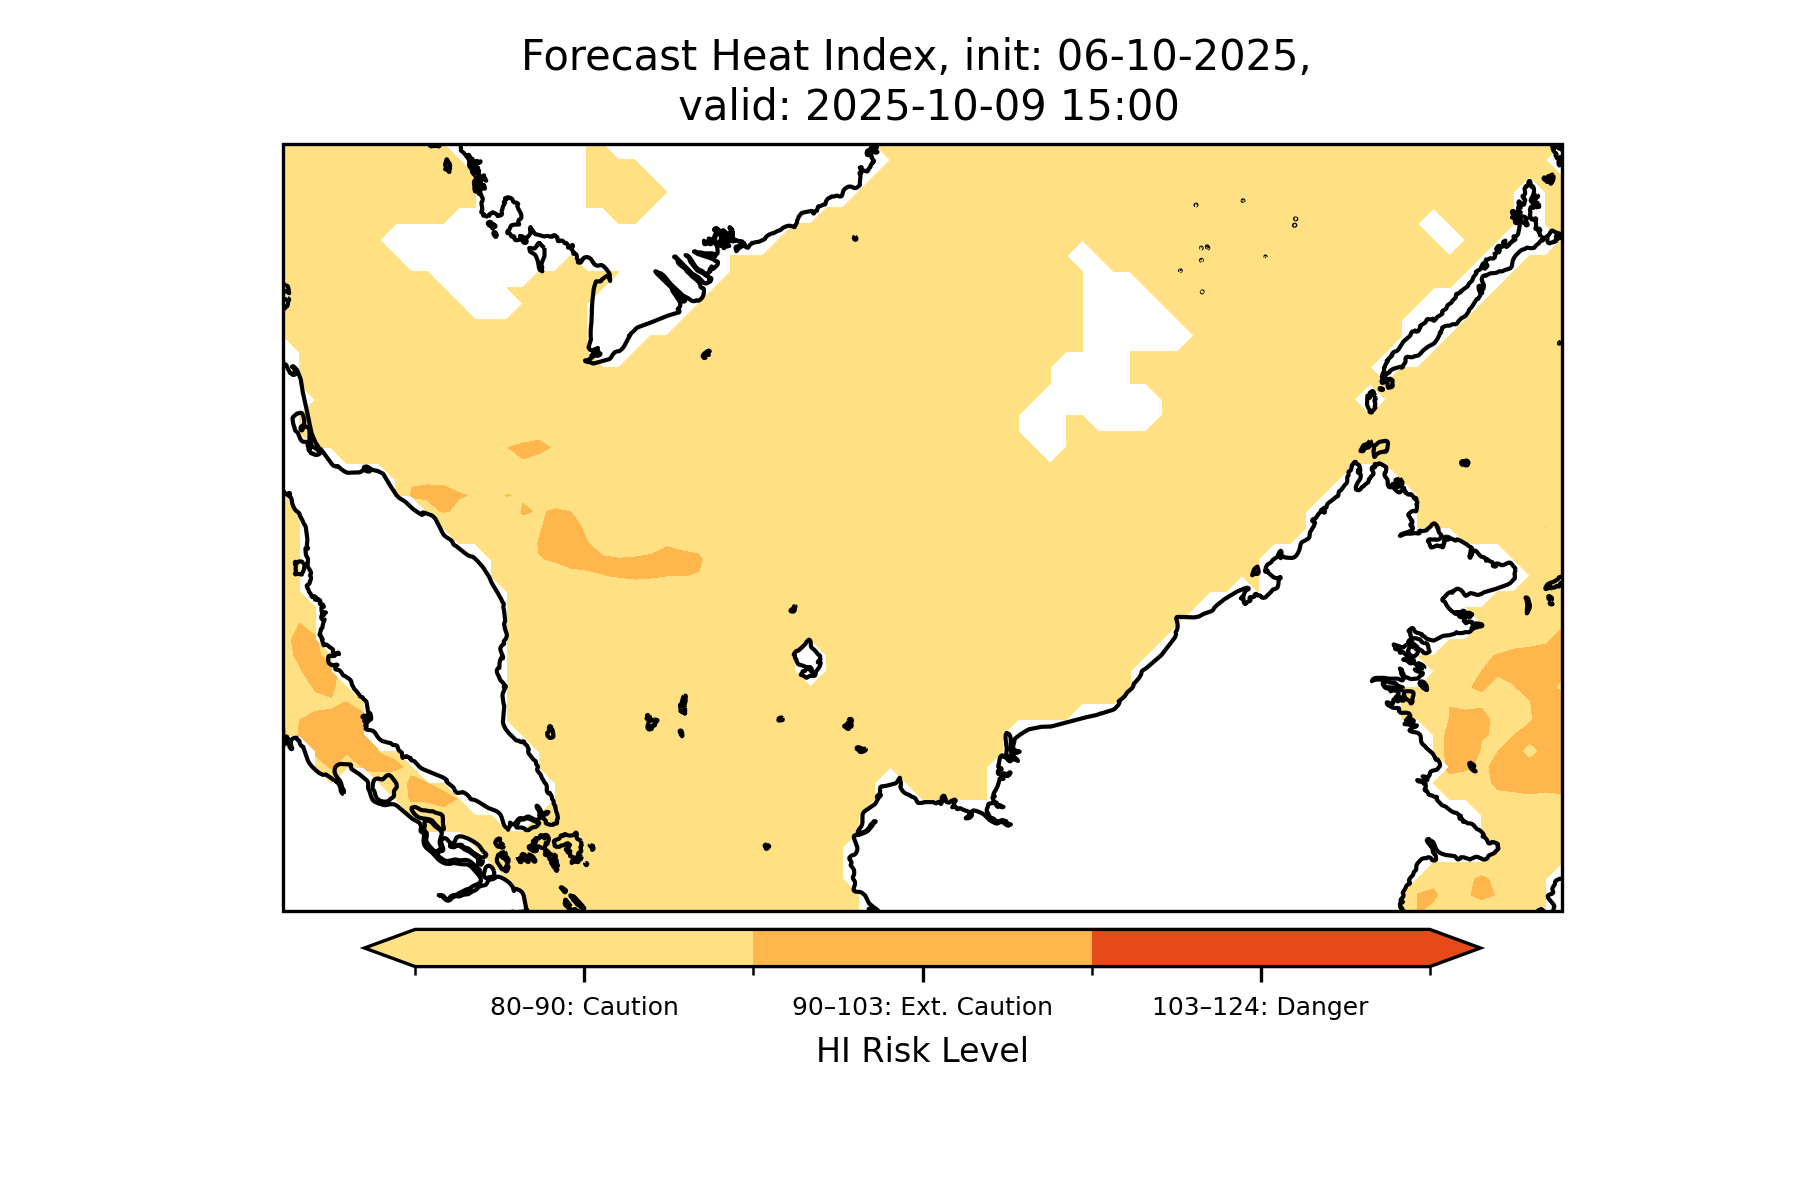 Forecast Heat Index, init: 06-10-2025,
valid: 2025-10-09 15:00
80–90: Caution
90–103: Ext. Caution
103–124: Danger
HI Risk Level